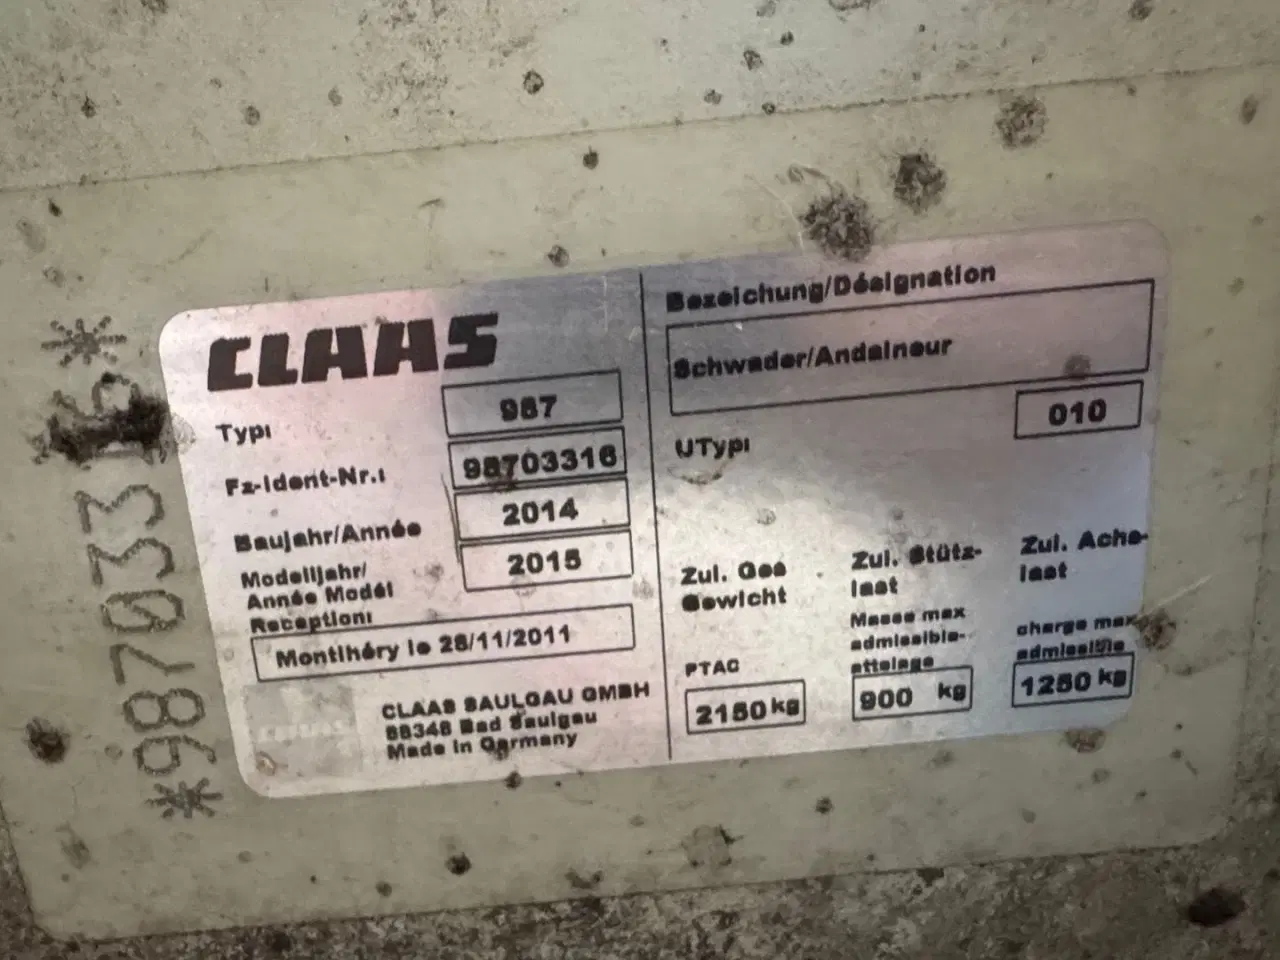 CLAAS
Typ: 987
Fz-Ident-Nr.: 98703316
Baujahr/Année 2014
Modelljahr/
Année Modèl 2015
Reception:
Montlhéry le 28/11/2011
CLAAS SAULGAU GMBH
88348 Bad Saulgau
Made in Germany
Bezeichung/Désignation
Schwader/Andaineur
UTyp: 010
Zul. Ges
Gewicht
PTAC
2150 kg
Zul. Stütz-
last
Masse max
admissible-
attelage
900 kg
Zul. Achs-
last
charge max
admissible
1250 kg